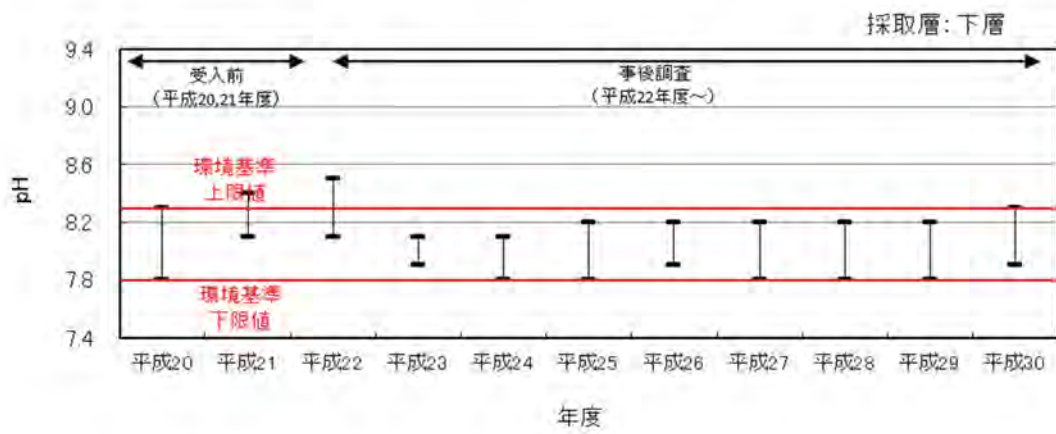 採取層：下層
9.4
受入前
（平成20,21年度）
事後調査
（平成22年度～）
9.0
8.6
環境基準
上限値
pH
8.2
7.8
環境基準
下限値
7.4
平成20 平成21 平成22 平成23 平成24 平成25 平成26 平成27 平成28 平成29 平成30
年度